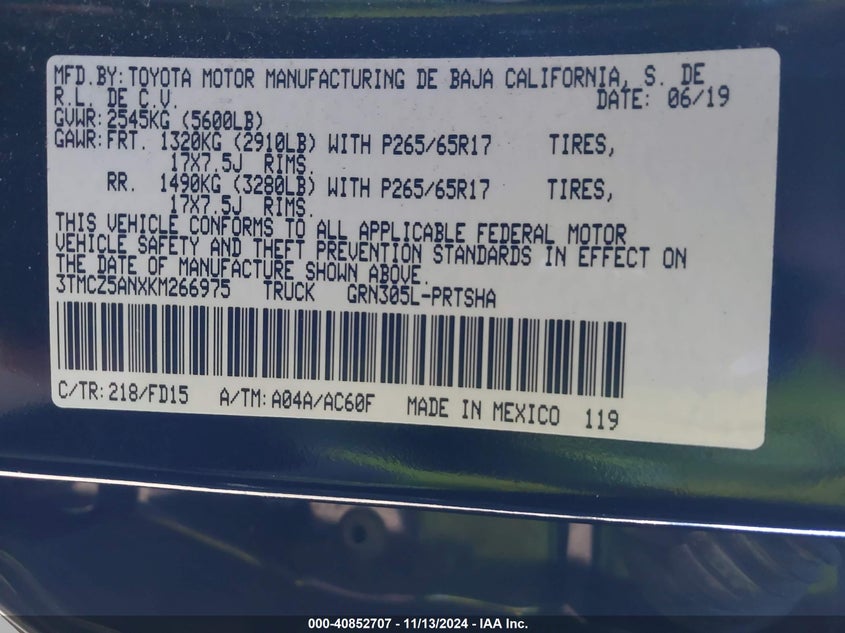 MFD.BY: TOYOTA MOTOR MANUFACTURING DE BAJA CALIFORNIA, S. DE
R.L. DE C.V. DATE: 06/19
GVWR: 2545KG (5600LB)
GAWR: FRT. 1320KG (2910LB) WITH P265/65R17 TIRES,
17X7.5J RIMS.
RR. 1490KG (3280LB) WITH P265/65R17 TIRES,
17X7.5J RIMS.
THIS VEHICLE CONFORMS TO ALL APPLICABLE FEDERAL MOTOR
VEHICLE SAFETY AND THEFT PREVENTION STANDARDS IN EFFECT ON
THE DATE OF MANUFACTURE SHOWN ABOVE.
3TMCZ5ANXKM266975 TRUCK GRN305L-PRTSHA
C/TR: 218/FD15 A/TM: A04A/AC60F MADE IN MEXICO 119
000-40852707 - 11/13/2024 - IAA Inc.